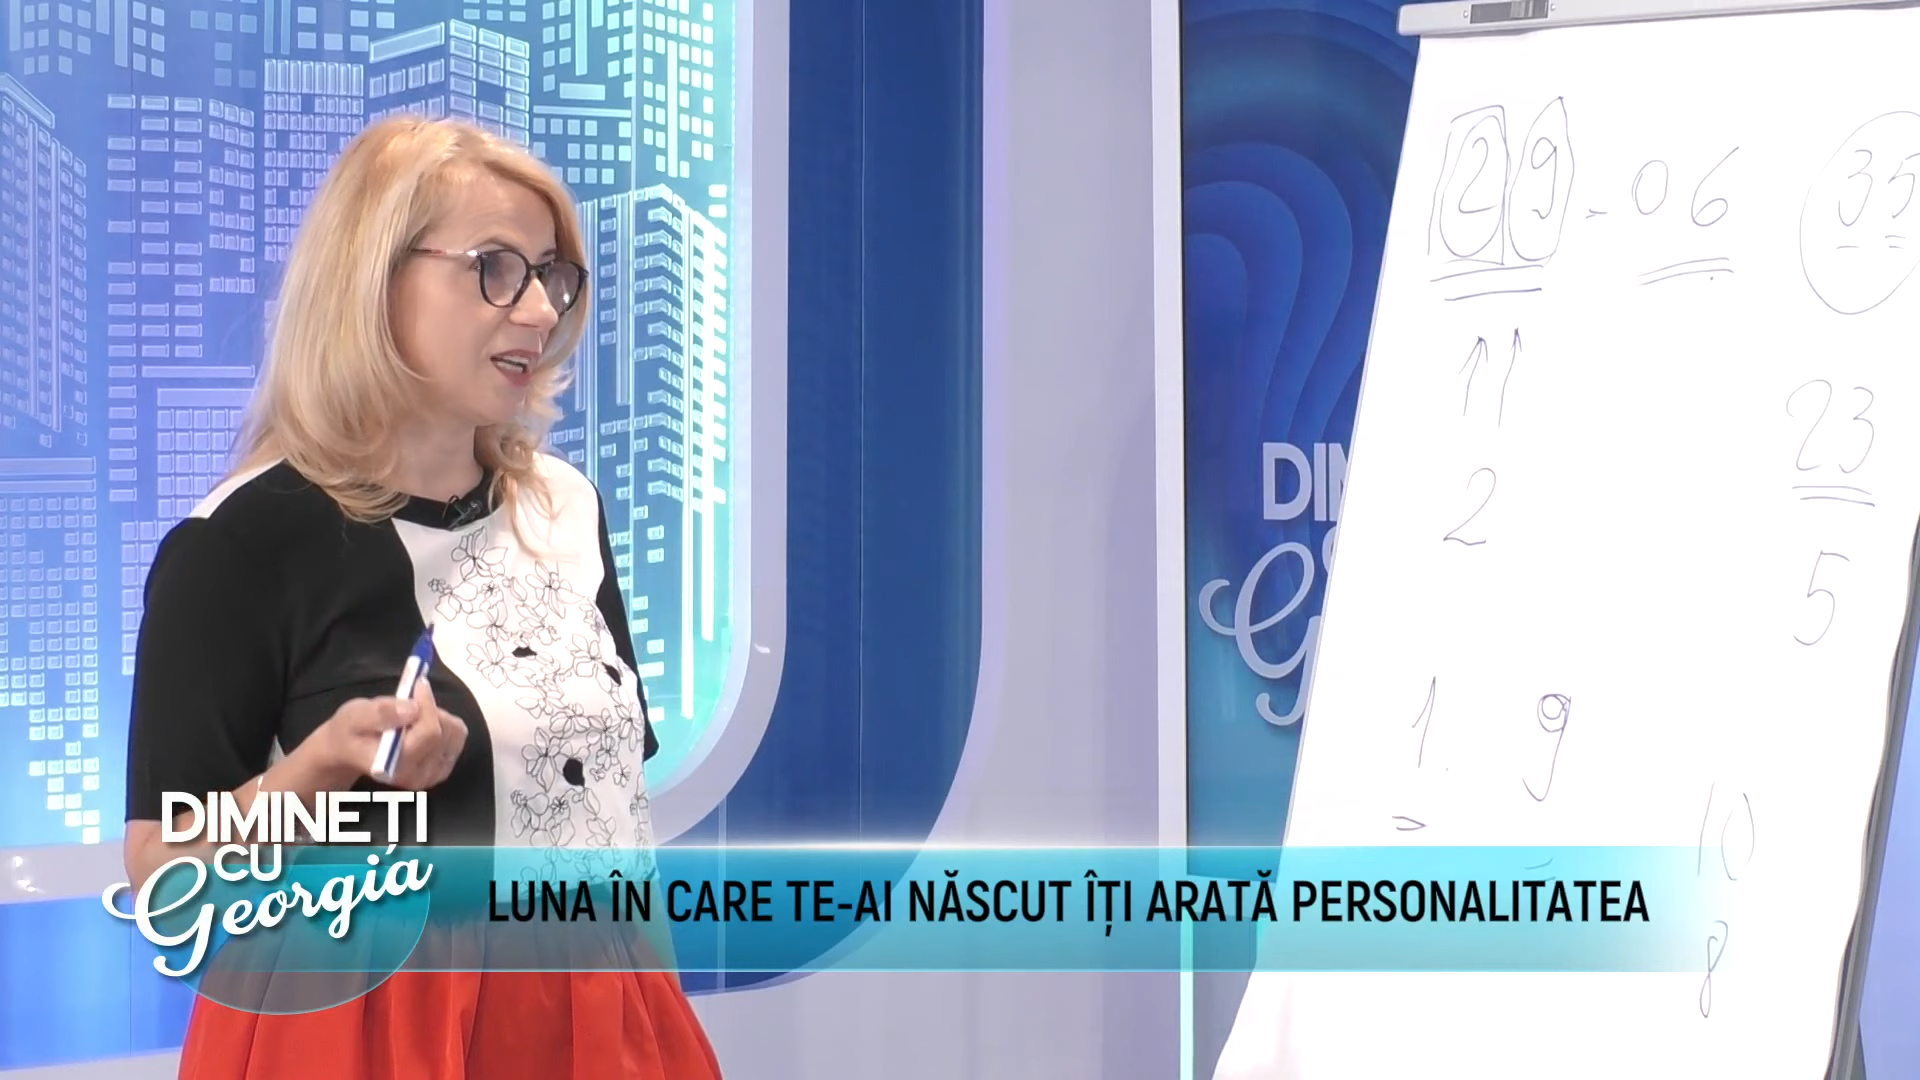 29 - 06 35
11
23
2
5
1. 9
10
8
DIM
G
DIMINEȚI
CU
Georgia
LUNA ÎN CARE TE-AI NĂSCUT ÎȚI ARATĂ PERSONALITATEA